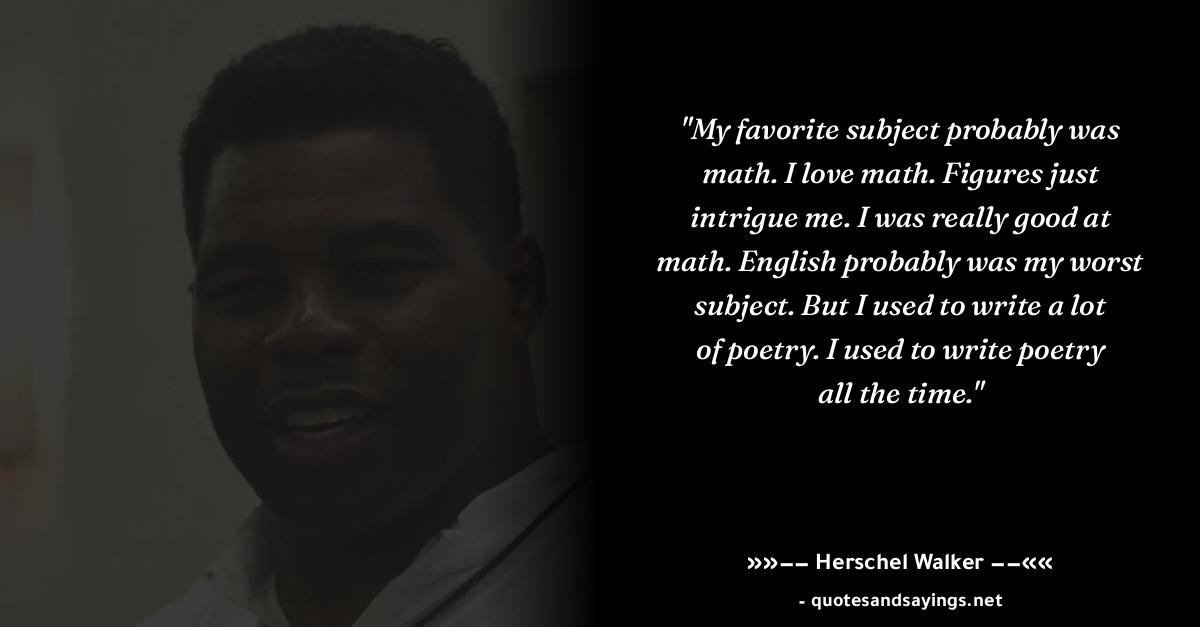 "My favorite subject probably was
math. I love math. Figures just
intrigue me. I was really good at
math. English probably was my worst
subject. But I used to write a lot
of poetry. I used to write poetry
all the time."
»»−− Herschel Walker −−««
- quotesandsayings.net